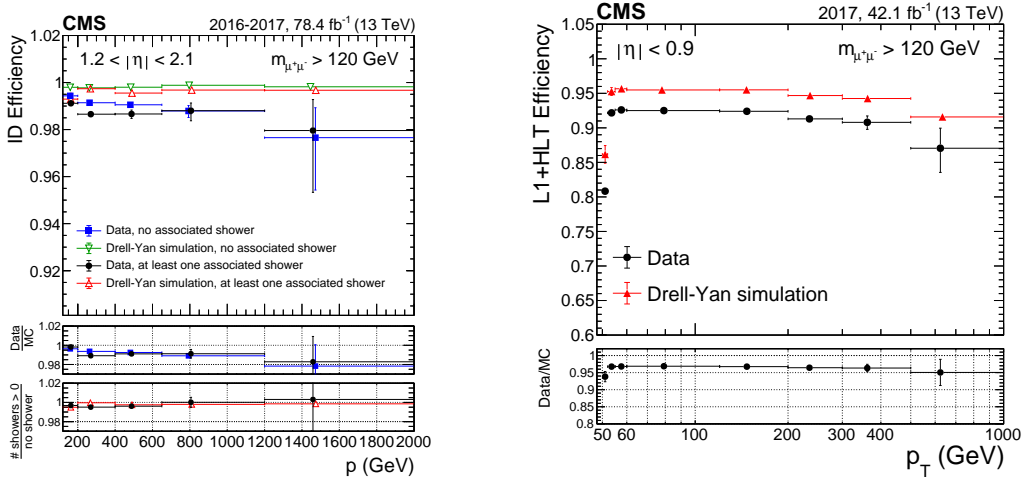 CMS 2016-2017, 78.4 fb⁻¹ (13 TeV)
1.2 < |η| < 2.1 m_μ⁺μ⁻ > 120 GeV
ID Efficiency
1.02
1
0.98
0.96
0.94
0.92
Data, no associated shower
Drell-Yan simulation, no associated shower
Data, at least one associated shower
Drell-Yan simulation, at least one associated shower
Data
MC
1.02
1
0.98
# showers > 0
no shower
1.02
1
0.98
200 400 600 800 1000 1200 1400 1600 1800 2000
p (GeV)
CMS 2017, 42.1 fb⁻¹ (13 TeV)
|η| < 0.9 m_μ⁺μ⁻ > 120 GeV
L1+HLT Efficiency
1.05
1
0.95
0.9
0.85
0.8
0.75
0.7
0.65
0.6
Data
Drell-Yan simulation
Data/MC
1
0.95
0.9
0.85
0.8
50 60 100 200 300 400 1000
p_T (GeV)